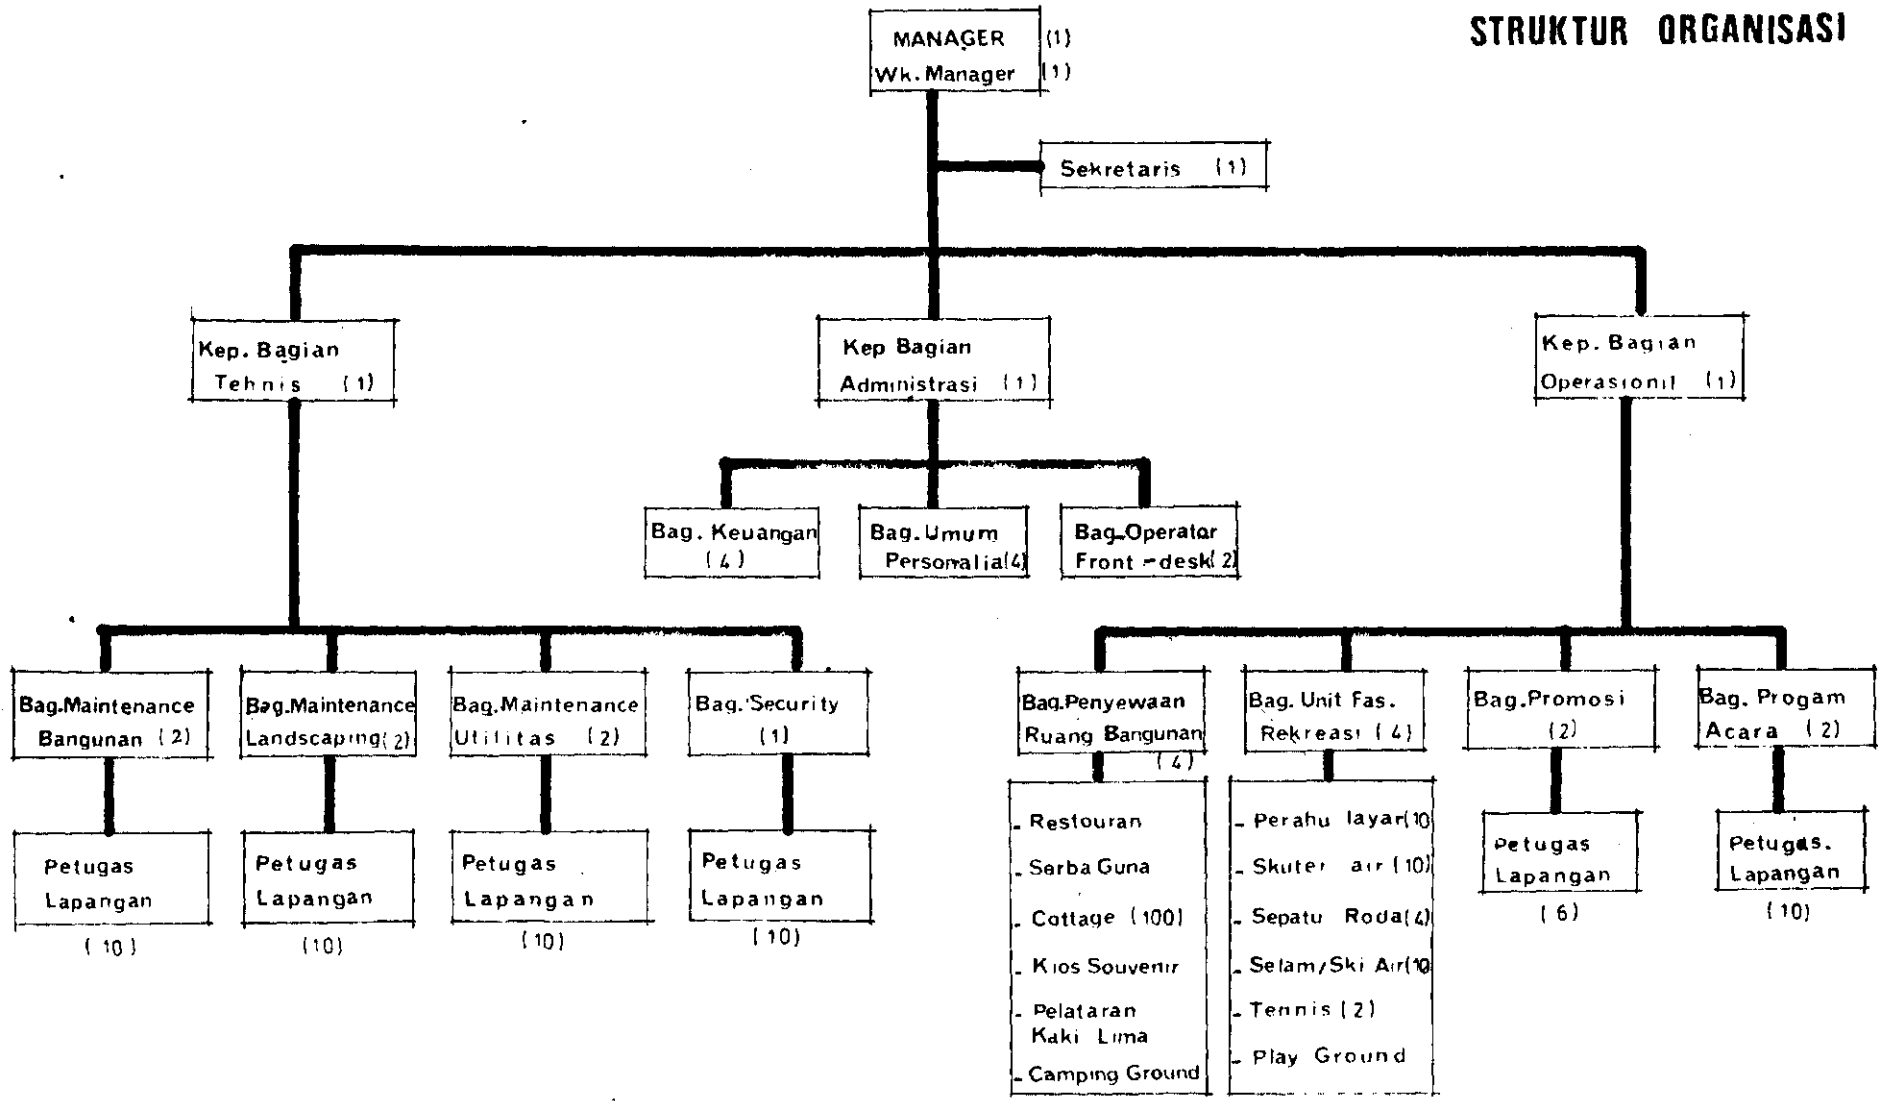 STRUKTUR ORGANISASI
MANAGER (1)
Wk. Manager (1)
Sekretaris (1)
Kep. Bagian
Tehnis (1)
Kep Bagian
Administrasi (1)
Kep. Bagian
Operasionil (1)
Bag. Keuangan
(4)
Bag. Umum
Personalia (4)
Bag. Operator
Front-desk (2)
Bag. Maintenance
Bangunan (2)
Bag. Maintenance
Landscaping (2)
Bag. Maintenance
Utilitas (2)
Bag. Security
(1)
Bag. Penyewaan
Ruang Bangunan
(4)
Bag. Unit Fas.
Rekreasi (4)
Bag. Promosi
(2)
Bag. Progam
Acara (2)
Petugas
Lapangan
(10)
Petugas
Lapangan
(10)
Petugas
Lapangan
(10)
Petugas
Lapangan
(10)
- Restouran
- Serba Guna
- Cottage (100)
- Kios Souvenir
- Pelataran
Kaki Lima
- Camping Ground
- Perahu layar (10
- Skuter air (10)
- Sepatu Roda (4)
- Selam/Ski Air (10
- Tennis (2)
- Play Ground
Petugas
Lapangan
(6)
Petugas.
Lapangan
(10)